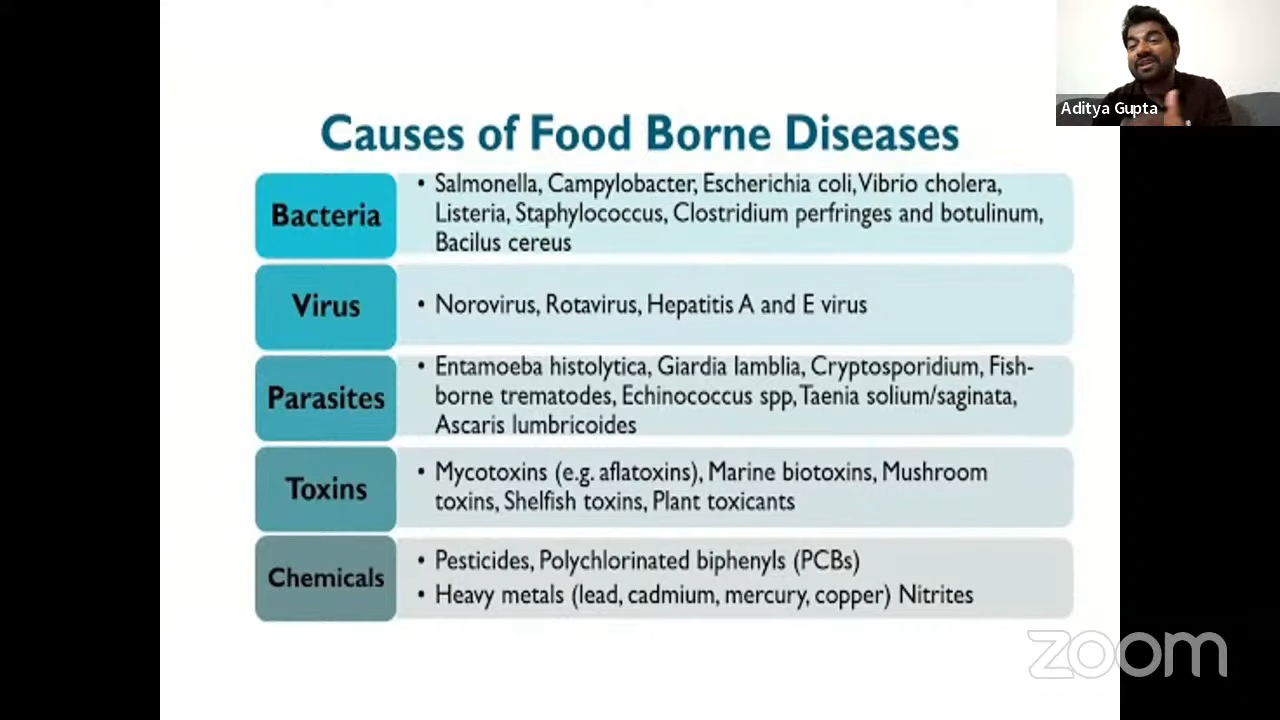 Aditya Gupta
Causes of Food Borne Diseases
Bacteria
• Salmonella, Campylobacter, Escherichia coli, Vibrio cholera,
Listeria, Staphylococcus, Clostridium perfringes and botulinum,
Bacilus cereus
Virus
• Norovirus, Rotavirus, Hepatitis A and E virus
Parasites
• Entamoeba histolytica, Giardia lamblia, Cryptosporidium, Fish-
borne trematodes, Echinococcus spp, Taenia solium/saginata,
Ascaris lumbricoides
Toxins
• Mycotoxins (e.g. aflatoxins), Marine biotoxins, Mushroom
toxins, Shelfish toxins, Plant toxicants
Chemicals
• Pesticides, Polychlorinated biphenyls (PCBs)
• Heavy metals (lead, cadmium, mercury, copper) Nitrites
zoom